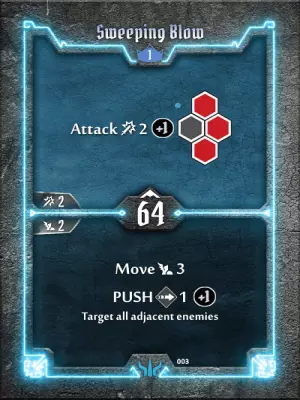 Sweeping Blow
1
Attack 2 +1
2
64
2
Move 3
PUSH 1 +1
Target all adjacent enemies
003